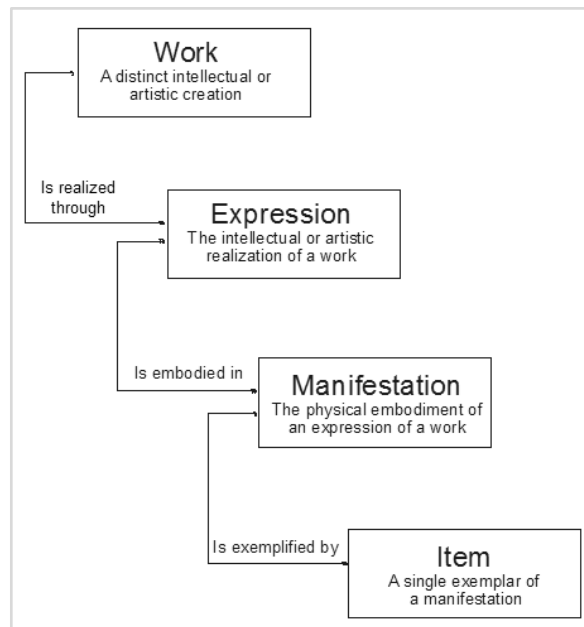 Work
A distinct intellectual or
artistic creation
Is realized
through
Expression
The intellectual or artistic
realization of a work
Is embodied in
Manifestation
The physical embodiment of
an expression of a work
Is exemplified by
Item
A single exemplar of
a manifestation